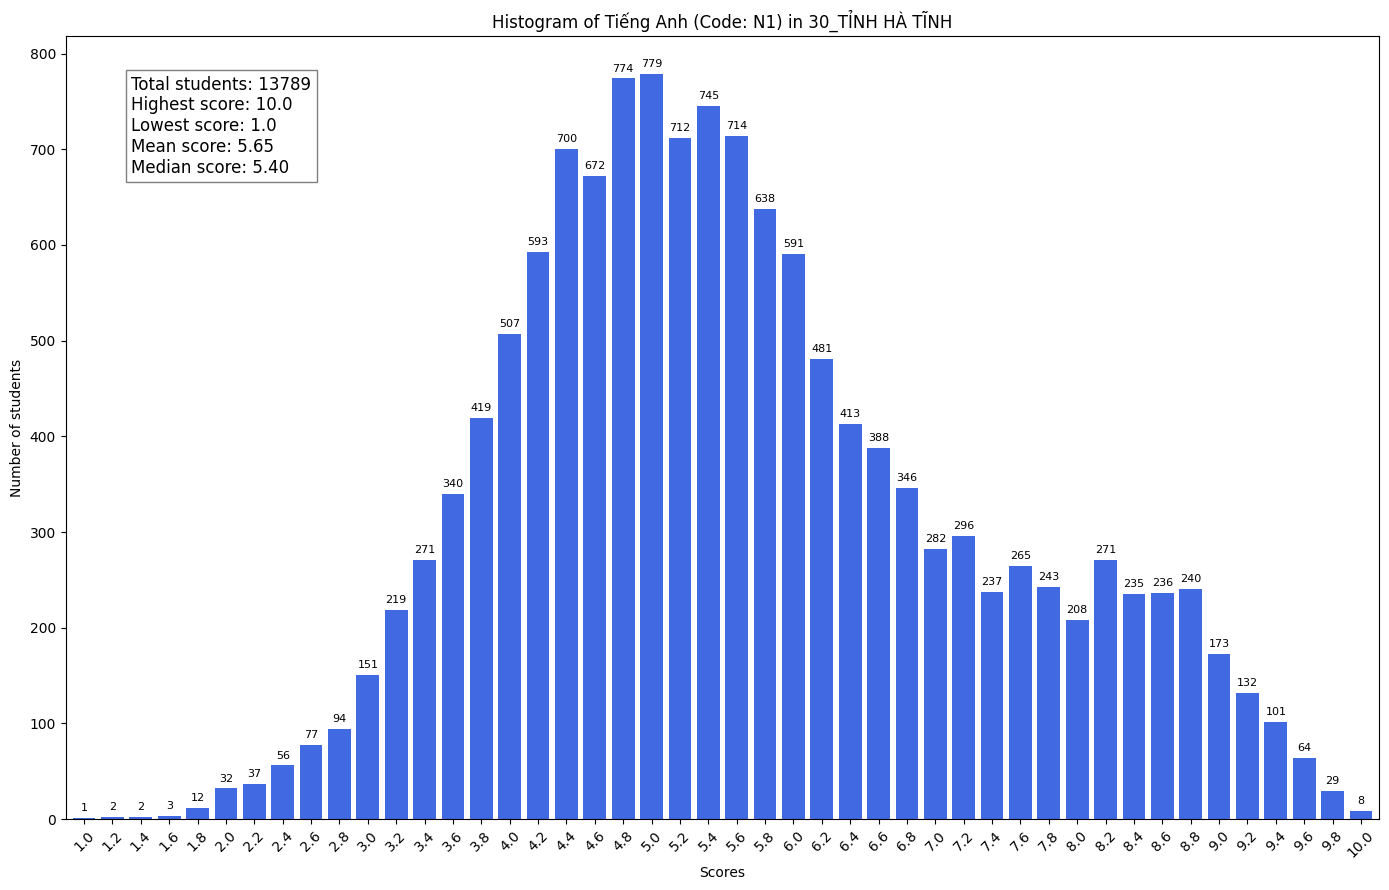 Histogram of Tiếng Anh (Code: N1) in 30_TỈNH HÀ TĨNH
Total students: 13789
Highest score: 10.0
Lowest score: 1.0
Mean score: 5.65
Median score: 5.40
Number of students
800
700
600
500
400
300
200
100
0
1 2 2 3 12 32 37 56 77 94 151 219 271 340 419 507 593 700 672 774 779 712 745 714 638 591 481 413 388 346 282 296 237 265 243 208 271 235 236 240 173 132 101 64 29 8
1.0 1.2 1.4 1.6 1.8 2.0 2.2 2.4 2.6 2.8 3.0 3.2 3.4 3.6 3.8 4.0 4.2 4.4 4.6 4.8 5.0 5.2 5.4 5.6 5.8 6.0 6.2 6.4 6.6 6.8 7.0 7.2 7.4 7.6 7.8 8.0 8.2 8.4 8.6 8.8 9.0 9.2 9.4 9.6 9.8 10.0
Scores